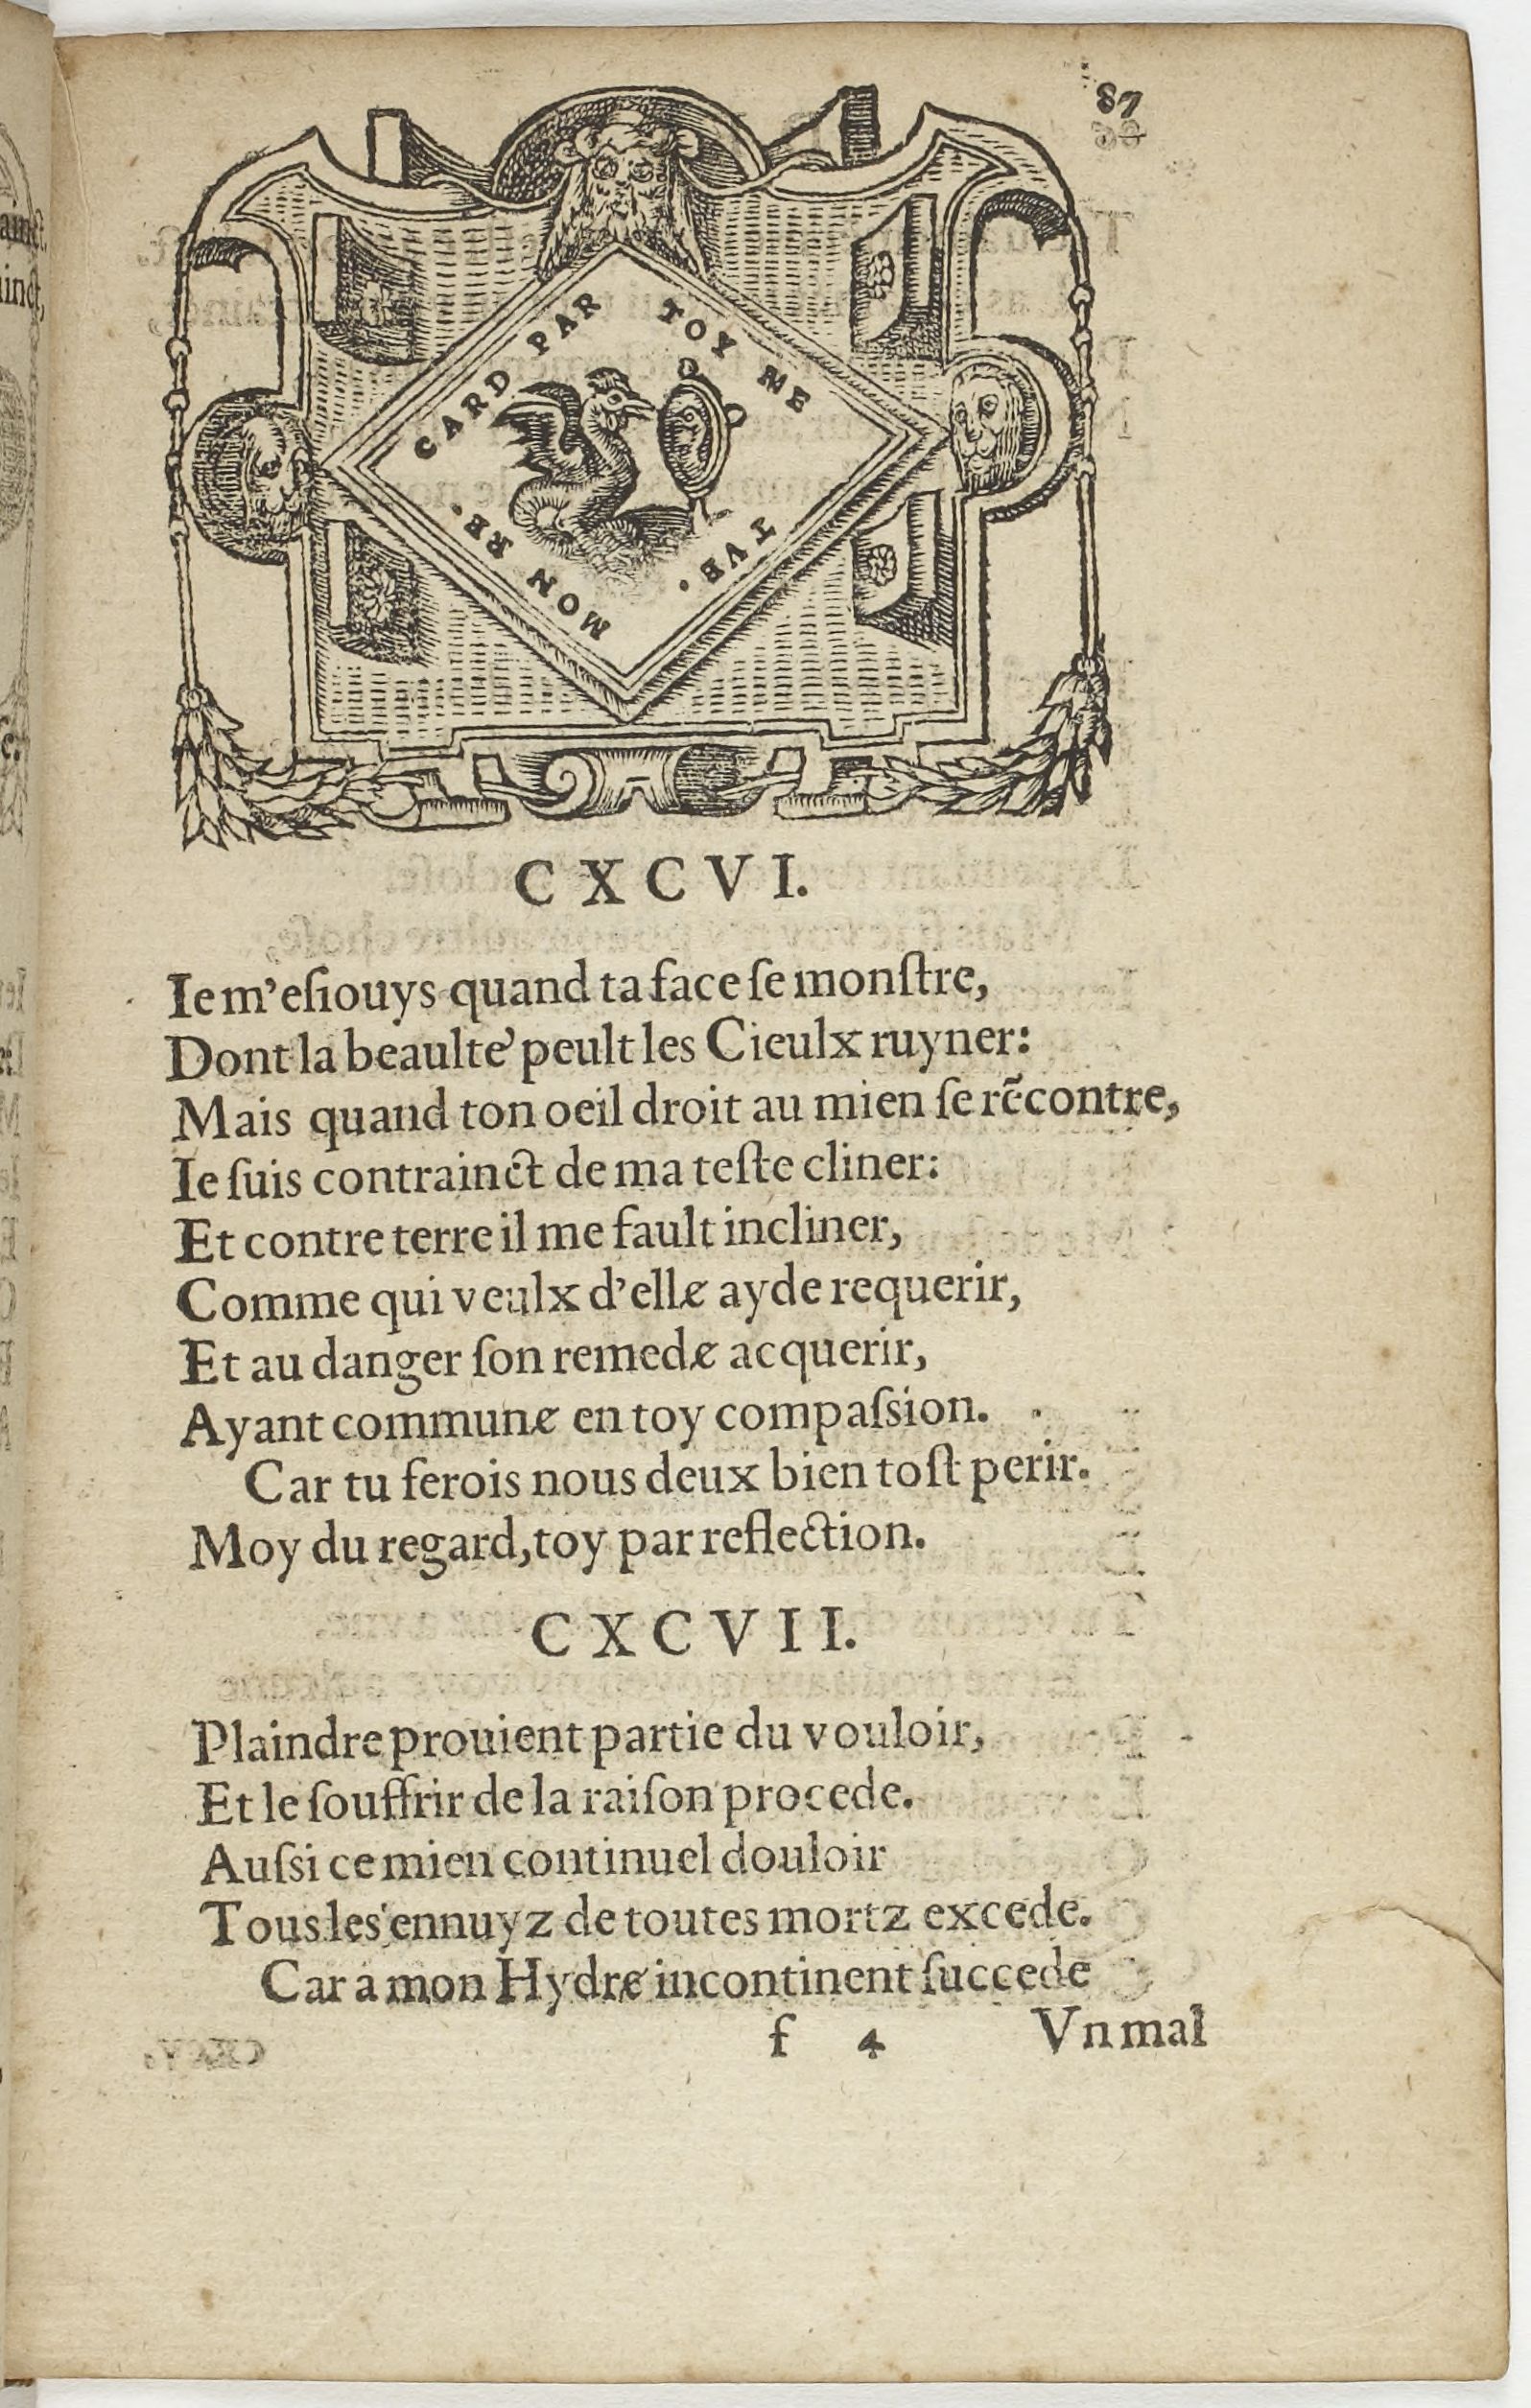 87
MON RE.
GARD PAR
TOY ME
TVE.
CXCVI.
Ie m'eſiouys quand ta face ſe monſtre,
Dont la beaulte' peult les Cieulx ruyner:
Mais quand ton oeil droit au mien ſe rēcontre,
Ie ſuis contrainct de ma teſte cliner:
Et contre terre il me fault incliner,
Comme qui veulx d'elle ayde requerir,
Et au danger ſon remede acquerir,
Ayant commune en toy compaſsion.
Car tu ferois nous deux bien toſt perir.
Moy du regard, toy par reflection.
CXCVII.
Plaindre prouient partie du vouloir,
Et le ſouffrir de la raiſon procede.
Auſsi ce mien continuel douloir
Tous les ennuyz de toutes mortz excede.
Car a mon Hydre incontinent ſuccede
f 4 Vn mal